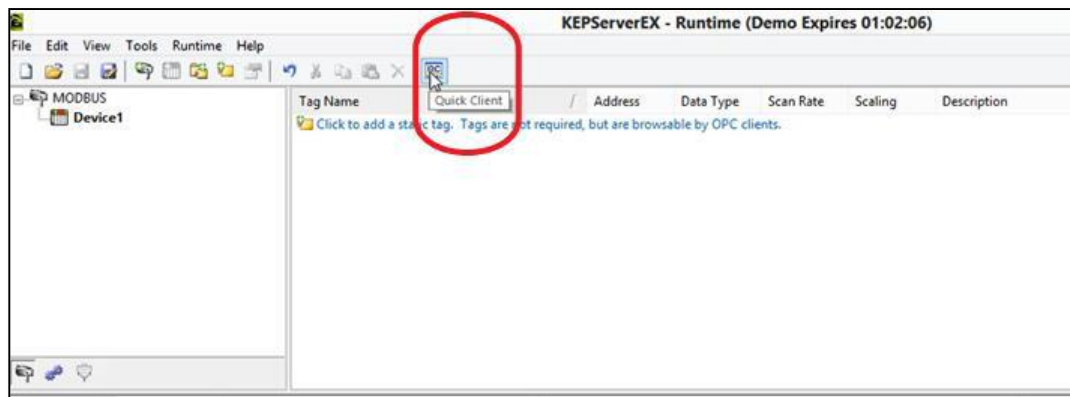 KEPServerEX - Runtime (Demo Expires 01:02:06)
File Edit View Tools Runtime Help
QC
MODBUS
Device1
Tag Name / Address Data Type Scan Rate Scaling Description
Quick Client
Click to add a static tag. Tags are not required, but are browsable by OPC clients.